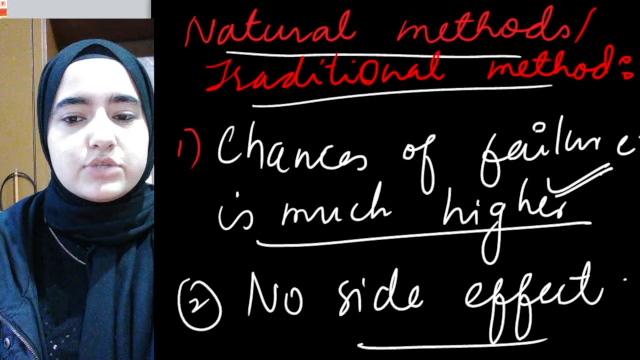 Natural methods/
Traditional method:
1) Chances of failure
is much higher
2 No side effect.